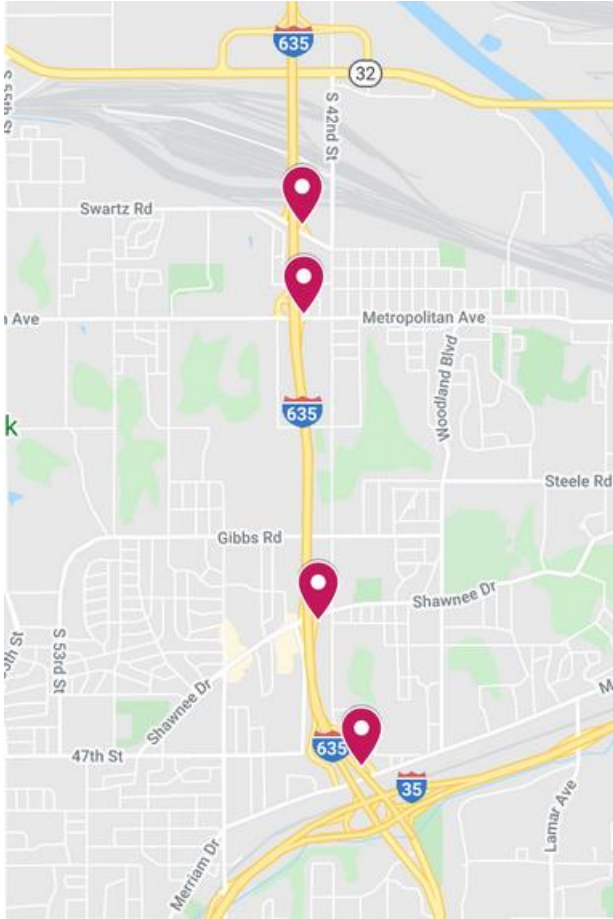 635
32
S 55th St
S 42nd St
Swartz Rd
n Ave
Metropolitan Ave
Woodland Blvd
635
k
Steele Rd
Gibbs Rd
Shawnee Dr
S 53rd St
Shawnee Dr
47th St
635
35
Merriam Dr
Lamar Ave
M